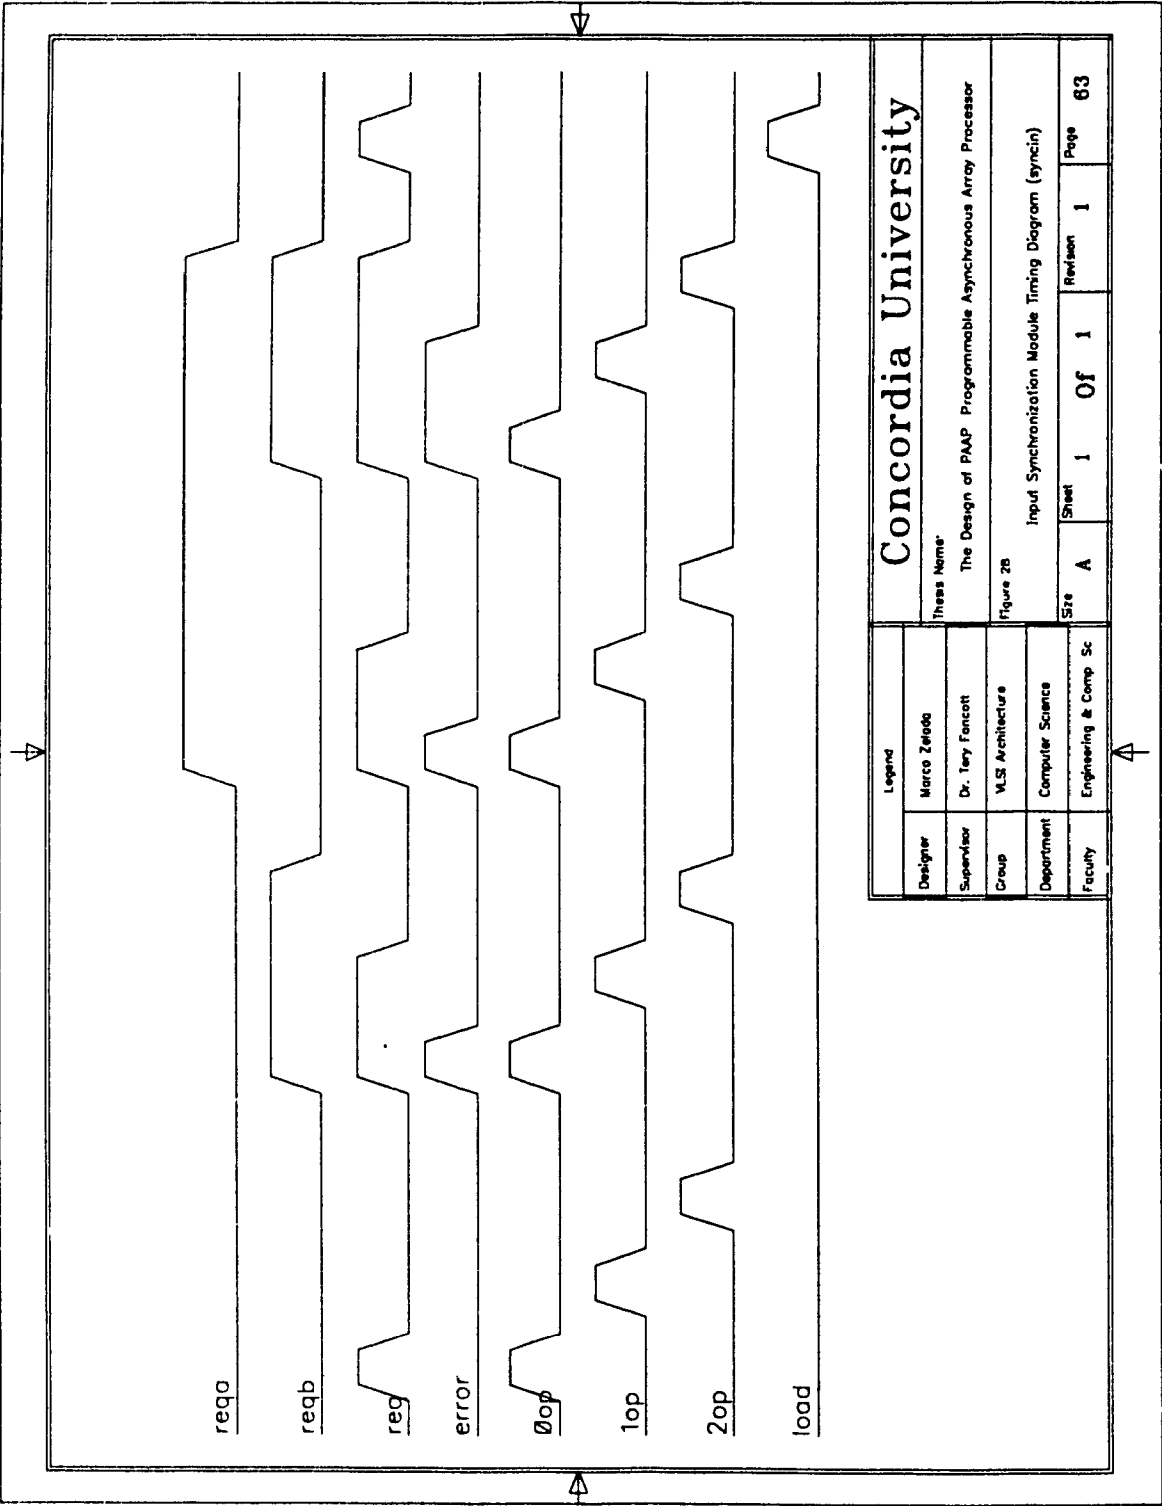 reqa
reqb
req
error
0op
1op
2op
load
Legend
Designer Marco Zelada
Supervisor Dr. Tery Fancott
Group VLSI Architecture
Department Computer Science
Faculty Engineering & Comp Sc
Concordia University
Thesis Name:
The Design of PAAP Programmable Asynchronous Array Processor
Figure 28
Input Synchronization Module Timing Diagram (syncin)
Size A Sheet 1 Of 1 Revision 1 Page 63